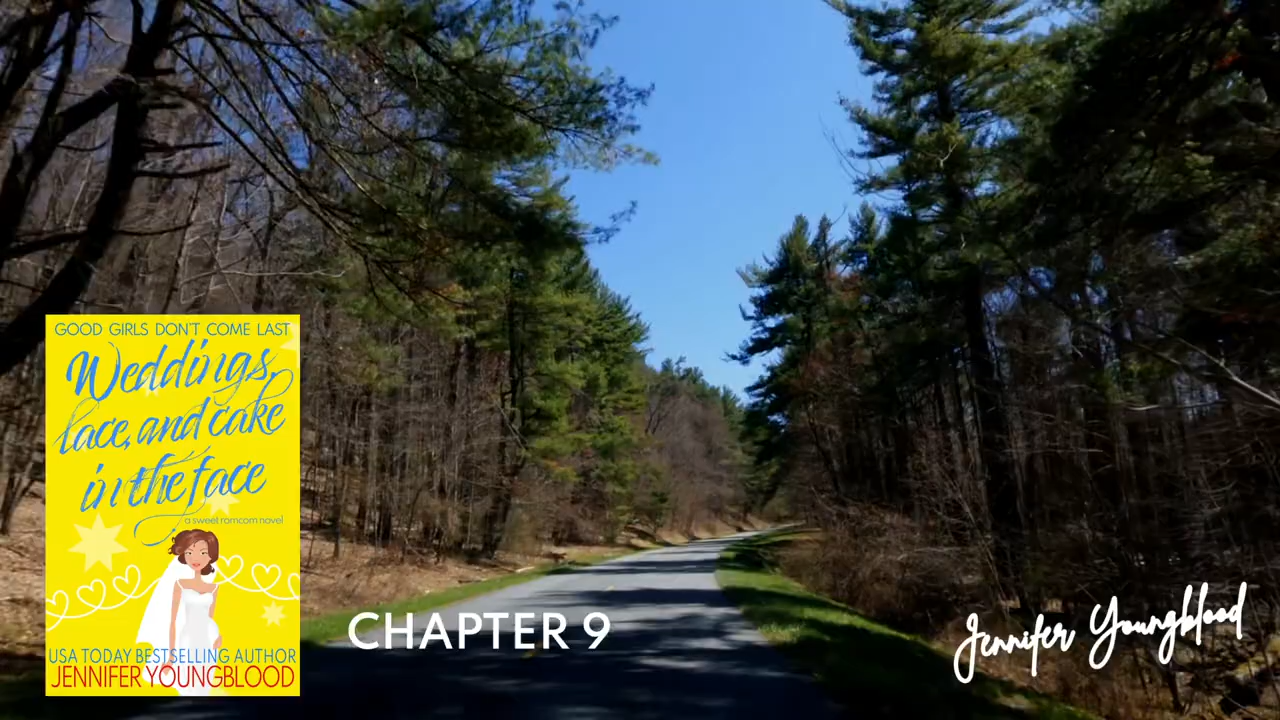 GOOD GIRLS DON'T COME LAST
Weddings,
lace, and cake
in the face
a sweet romcom novel
USA TODAY BESTSELLING AUTHOR
JENNIFER YOUNGBLOOD
CHAPTER 9
Jennifer Youngblood